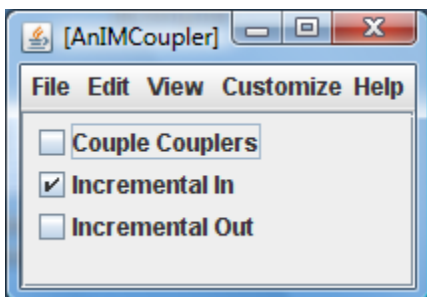 [AnIMCoupler]
File Edit View Customize Help
Couple Couplers
Incremental In
Incremental Out